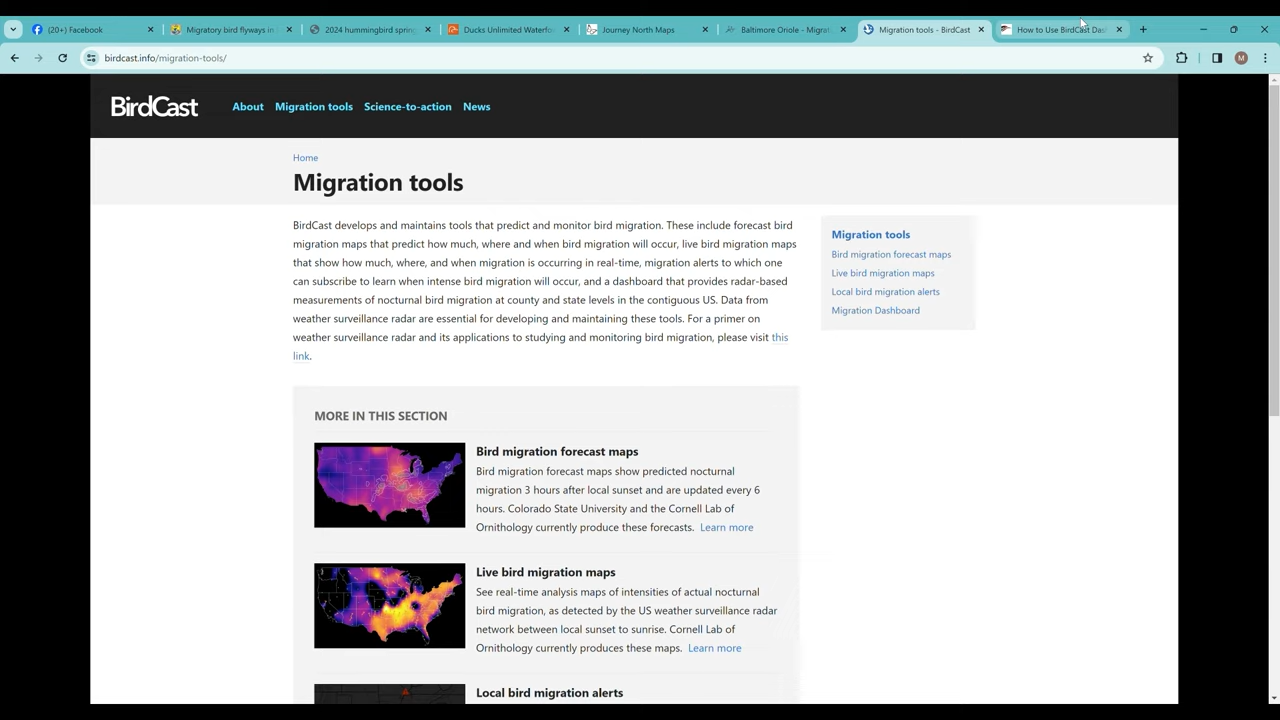 (20+) Facebook
Migratory bird flyways in
2024 hummingbird spring
Ducks Unlimited Waterfo
Journey North Maps
Baltimore Oriole - Migrat
Migration tools - BirdCast
How to Use BirdCast Das
birdcast.info/migration-tools/
M
BirdCast
About
Migration tools
Science-to-action
News
Home
Migration tools
BirdCast develops and maintains tools that predict and monitor bird migration. These include forecast bird
migration maps that predict how much, where and when bird migration will occur, live bird migration maps
that show how much, where, and when migration is occurring in real-time, migration alerts to which one
can subscribe to learn when intense bird migration will occur, and a dashboard that provides radar-based
measurements of nocturnal bird migration at county and state levels in the contiguous US. Data from
weather surveillance radar are essential for developing and maintaining these tools. For a primer on
weather surveillance radar and its applications to studying and monitoring bird migration, please visit this
link.
Migration tools
Bird migration forecast maps
Live bird migration maps
Local bird migration alerts
Migration Dashboard
MORE IN THIS SECTION
Bird migration forecast maps
Bird migration forecast maps show predicted nocturnal
migration 3 hours after local sunset and are updated every 6
hours. Colorado State University and the Cornell Lab of
Ornithology currently produce these forecasts. Learn more
Live bird migration maps
See real-time analysis maps of intensities of actual nocturnal
bird migration, as detected by the US weather surveillance radar
network between local sunset to sunrise. Cornell Lab of
Ornithology currently produces these maps. Learn more
Local bird migration alerts